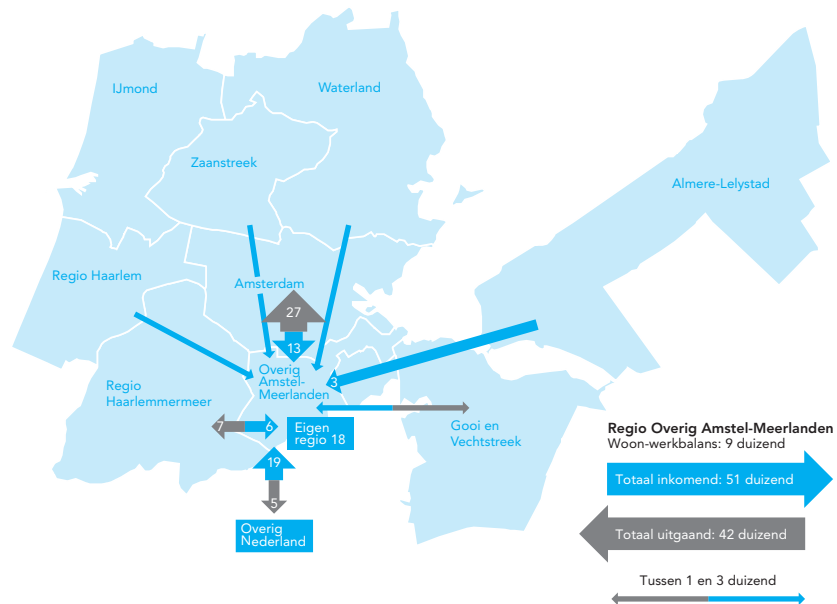 IJmond
Waterland
Zaanstreek
Almere-Lelystad
Regio Haarlem
Amsterdam
27
13
Overig
Amstel-
Meerlanden
3
Regio
Haarlemmermeer
7
6
Eigen
regio 18
Gooi en
Vechtstreek
19
5
Overig
Nederland
Regio Overig Amstel-Meerlanden
Woon-werkbalans: 9 duizend
Totaal inkomend: 51 duizend
Totaal uitgaand: 42 duizend
Tussen 1 en 3 duizend